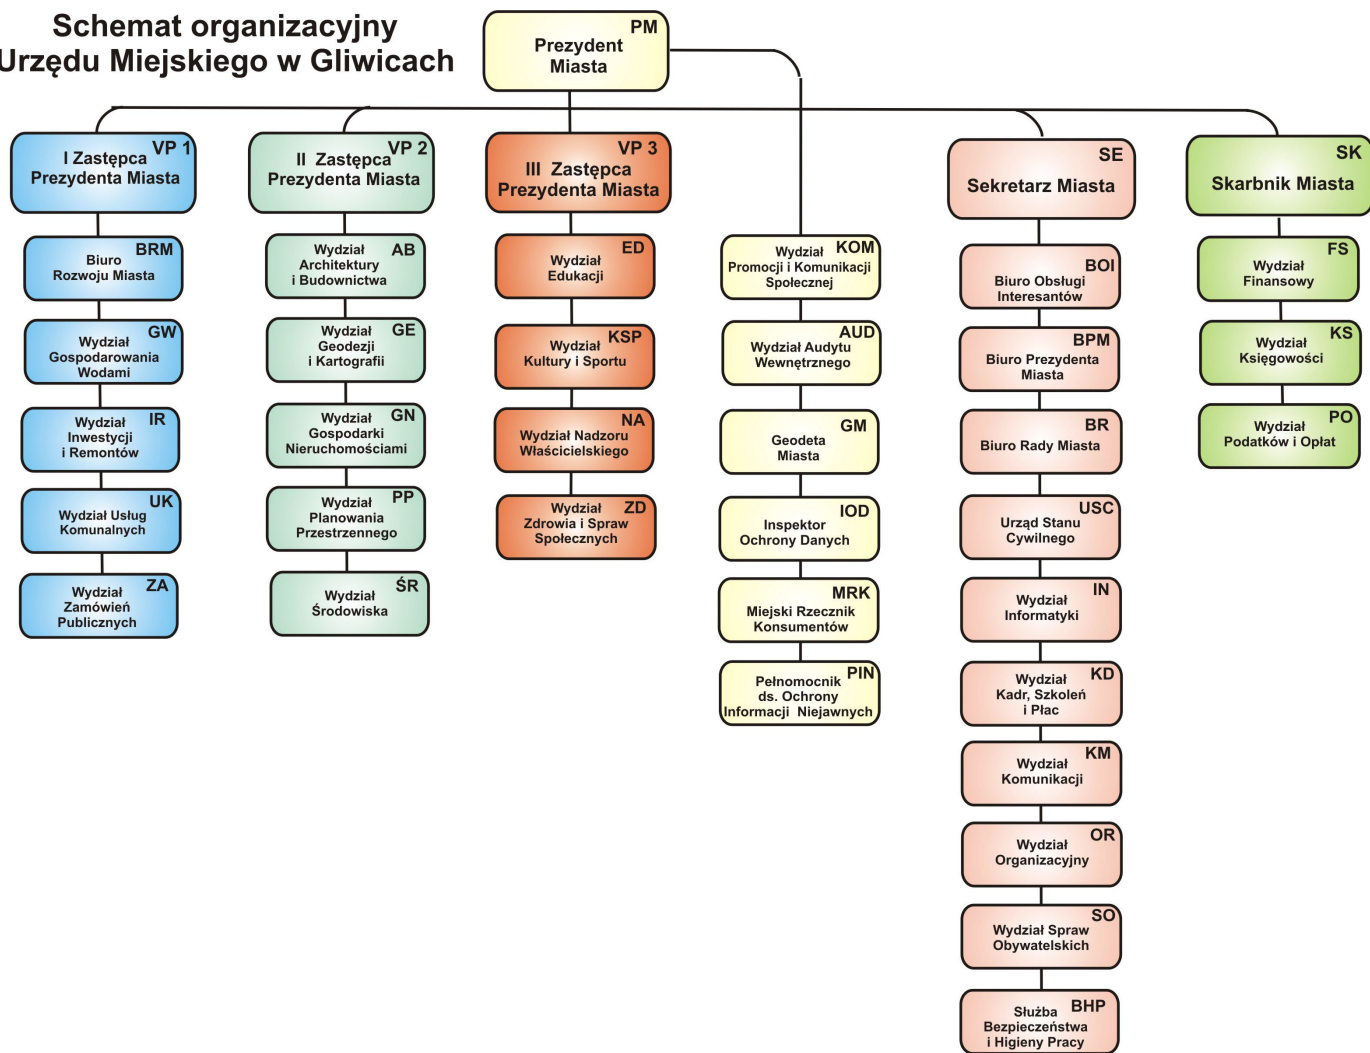 Schemat organizacyjny
Urzędu Miejskiego w Gliwicach
PM
Prezydent
Miasta
VP 1
I Zastępca
Prezydenta Miasta
BRM
Biuro
Rozwoju Miasta
GW
Wydział
Gospodarowania
Wodami
IR
Wydział
Inwestycji
i Remontów
UK
Wydział Usług
Komunalnych
ZA
Wydział
Zamówień
Publicznych
VP 2
II Zastępca
Prezydenta Miasta
AB
Wydział
Architektury
i Budownictwa
GE
Wydział
Geodezji
i Kartografii
GN
Wydział
Gospodarki
Nieruchomościami
PP
Wydział
Planowania
Przestrzennego
ŚR
Wydział
Środowiska
VP 3
III Zastępca
Prezydenta Miasta
ED
Wydział
Edukacji
KSP
Wydział
Kultury i Sportu
NA
Wydział Nadzoru
Właścicielskiego
ZD
Wydział
Zdrowia i Spraw
Społecznych
KOM
Wydział
Promocji i Komunikacji
Społecznej
AUD
Wydział Audytu
Wewnętrznego
GM
Geodeta
Miasta
IOD
Inspektor
Ochrony Danych
MRK
Miejski Rzecznik
Konsumentów
PIN
Pełnomocnik
ds. Ochrony
Informacji Niejawnych
SE
Sekretarz Miasta
BOI
Biuro Obsługi
Interesantów
BPM
Biuro Prezydenta
Miasta
BR
Biuro Rady Miasta
USC
Urząd Stanu
Cywilnego
IN
Wydział
Informatyki
KD
Wydział
Kadr, Szkoleń
i Płac
KM
Wydział
Komunikacji
OR
Wydział
Organizacyjny
SO
Wydział Spraw
Obywatelskich
BHP
Służba
Bezpieczeństwa
i Higieny Pracy
SK
Skarbnik Miasta
FS
Wydział
Finansowy
KS
Wydział
Księgowości
PO
Wydział
Podatków i Opłat